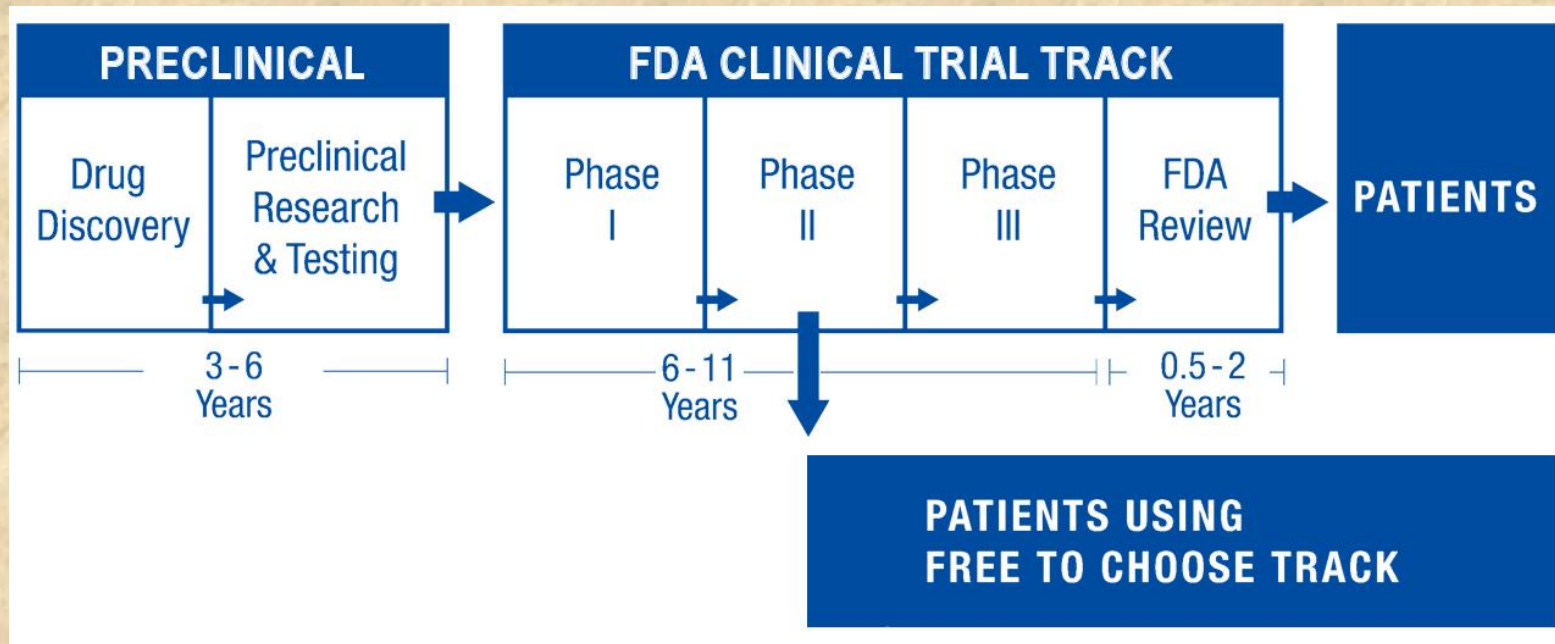 PRECLINICAL
Drug
Discovery
Preclinical
Research
& Testing
3-6
Years
FDA CLINICAL TRIAL TRACK
Phase
I
Phase
II
Phase
III
FDA
Review
6-11
Years
0.5-2
Years
PATIENTS
PATIENTS USING
FREE TO CHOOSE TRACK